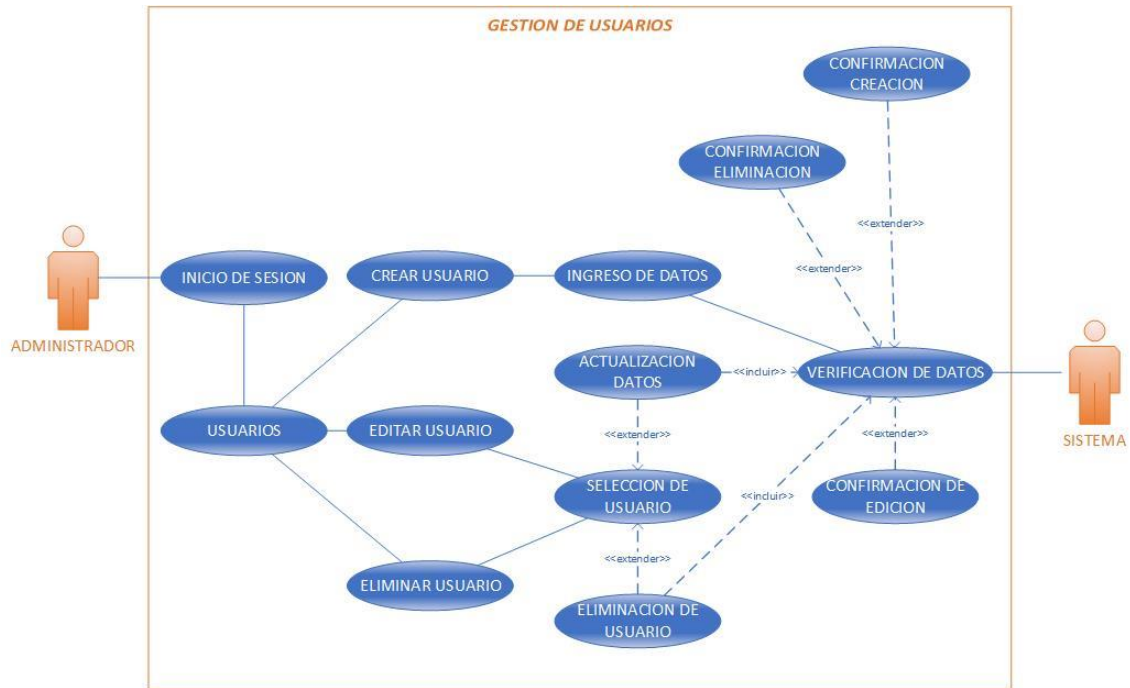 GESTION DE USUARIOS
CONFIRMACION
CREACION
CONFIRMACION
ELIMINACION
<<extender>>
<<extender>>
INICIO DE SESION
CREAR USUARIO
INGRESO DE DATOS
ADMINISTRADOR
ACTUALIZACION
DATOS
<<incluir>>
VERIFICACION DE DATOS
USUARIOS
EDITAR USUARIO
<<extender>>
<<extender>>
SISTEMA
SELECCION DE
USUARIO
<<incluir>>
CONFIRMACION DE
EDICION
<<extender>>
ELIMINAR USUARIO
ELIMINACION DE
USUARIO